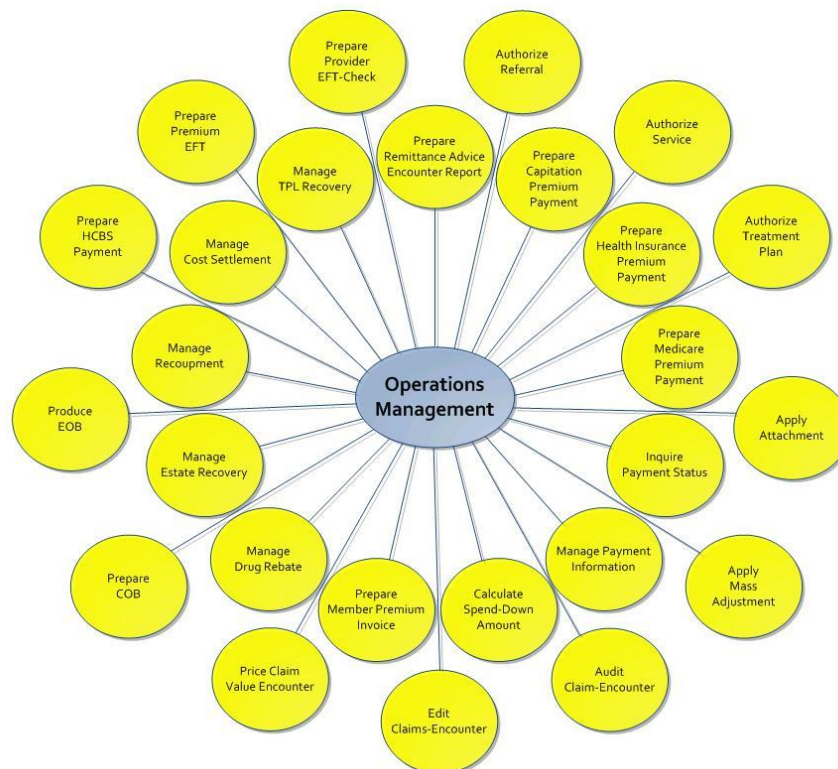 Prepare
Provider
EFT-Check
Authorize
Referral
Prepare
Premium
EFT
Authorize
Service
Manage
TPL Recovery
Prepare
Remittance Advice
Encounter Report
Prepare
Capitation
Premium
Payment
Prepare
HCBS
Payment
Manage
Cost Settlement
Prepare
Health Insurance
Premium
Payment
Authorize
Treatment
Plan
Manage
Recoupment
Operations
Management
Prepare
Medicare
Premium
Payment
Produce
EOB
Apply
Attachment
Manage
Estate Recovery
Inquire
Payment Status
Prepare
COB
Manage
Drug Rebate
Manage Payment
Information
Apply
Mass
Adjustment
Prepare
Member Premium
Invoice
Calculate
Spend-Down
Amount
Price Claim
Value Encounter
Audit
Claim-Encounter
Edit
Claims-Encounter